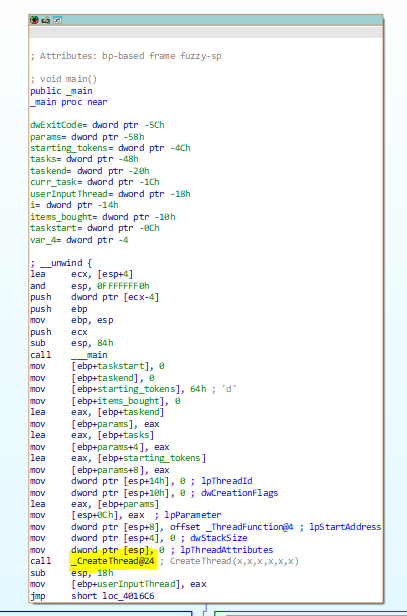 ; Attributes: bp-based frame fuzzy-sp
; void main()
public _main
_main proc near
dwExitCode= dword ptr -5Ch
params= dword ptr -58h
starting_tokens= dword ptr -4Ch
tasks= dword ptr -48h
taskend= dword ptr -20h
curr_task= dword ptr -1Ch
userInputThread= dword ptr -18h
i= dword ptr -14h
items_bought= dword ptr -10h
taskstart= dword ptr -0Ch
var_4= dword ptr -4
; __unwind {
lea ecx, [esp+4]
and esp, 0FFFFFFF0h
push dword ptr [ecx-4]
push ebp
mov ebp, esp
push ecx
sub esp, 84h
call ___main
mov [ebp+taskstart], 0
mov [ebp+taskend], 0
mov [ebp+starting_tokens], 64h ; 'd'
mov [ebp+items_bought], 0
lea eax, [ebp+taskend]
mov [ebp+params], eax
lea eax, [ebp+tasks]
mov [ebp+params+4], eax
lea eax, [ebp+starting_tokens]
mov [ebp+params+8], eax
mov dword ptr [esp+14h], 0 ; lpThreadId
mov dword ptr [esp+10h], 0 ; dwCreationFlags
lea eax, [ebp+params]
mov [esp+0Ch], eax ; lpParameter
mov dword ptr [esp+8], offset _ThreadFunction@4 ; lpStartAddress
mov dword ptr [esp+4], 0 ; dwStackSize
mov dword ptr [esp], 0 ; lpThreadAttributes
call _CreateThread@24 ; CreateThread(x,x,x,x,x,x)
sub esp, 18h
mov [ebp+userInputThread], eax
jmp short loc_4016C6